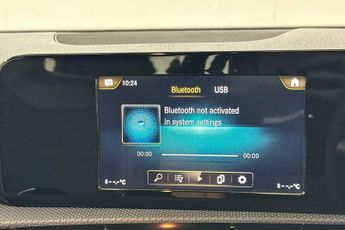 10:24
Bluetooth USB
Bluetooth not activated
in system settings
00:00 00:00
--,-°C --,-°C